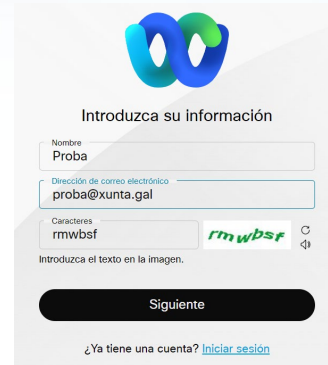 Introduzca su información
Nombre
Proba
Dirección de correo electrónico
proba@xunta.gal
Caracteres
rmwbsf
rmwbsf
Introduzca el texto en la imagen.
Siguiente
¿Ya tiene una cuenta? Iniciar sesión